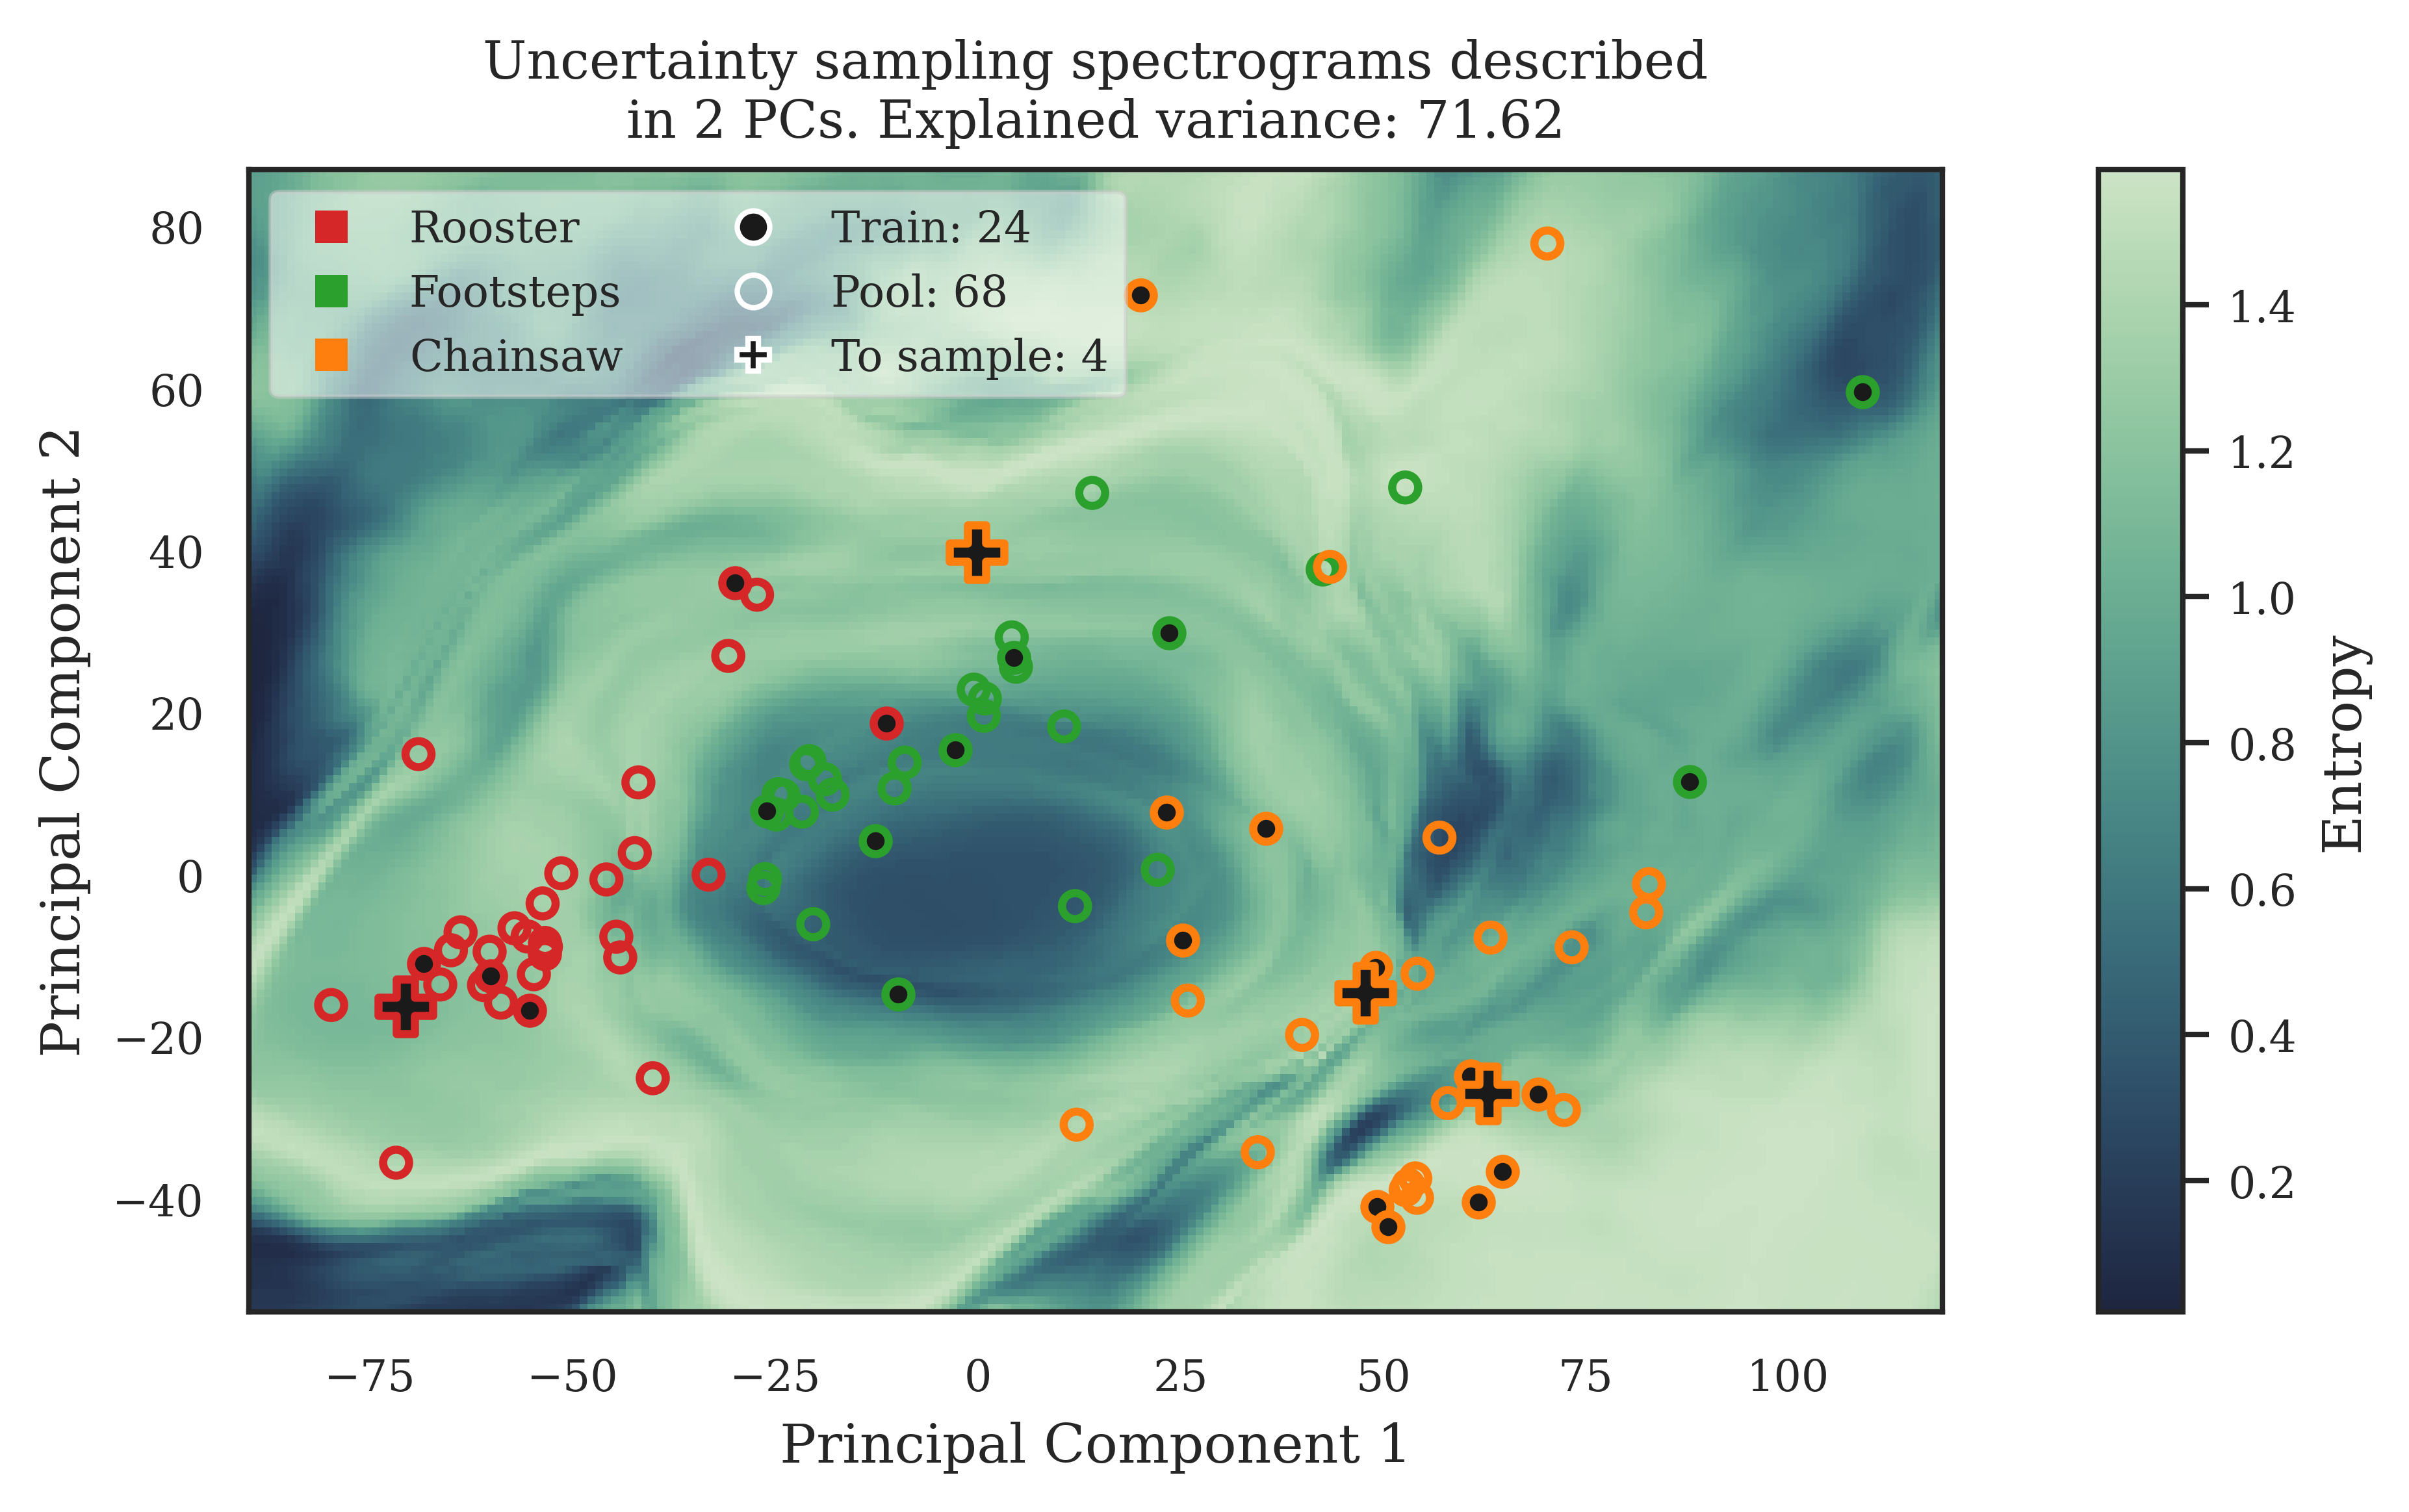 Uncertainty sampling spectrograms described
in 2 PCs. Explained variance: 71.62
Rooster
Footsteps
Chainsaw
Train: 24
Pool: 68
To sample: 4
80
60
40
20
0
−20
−40
Principal Component 2
−75
−50
−25
0
25
50
75
100
Principal Component 1
1.4
1.2
1.0
0.8
0.6
0.4
0.2
Entropy